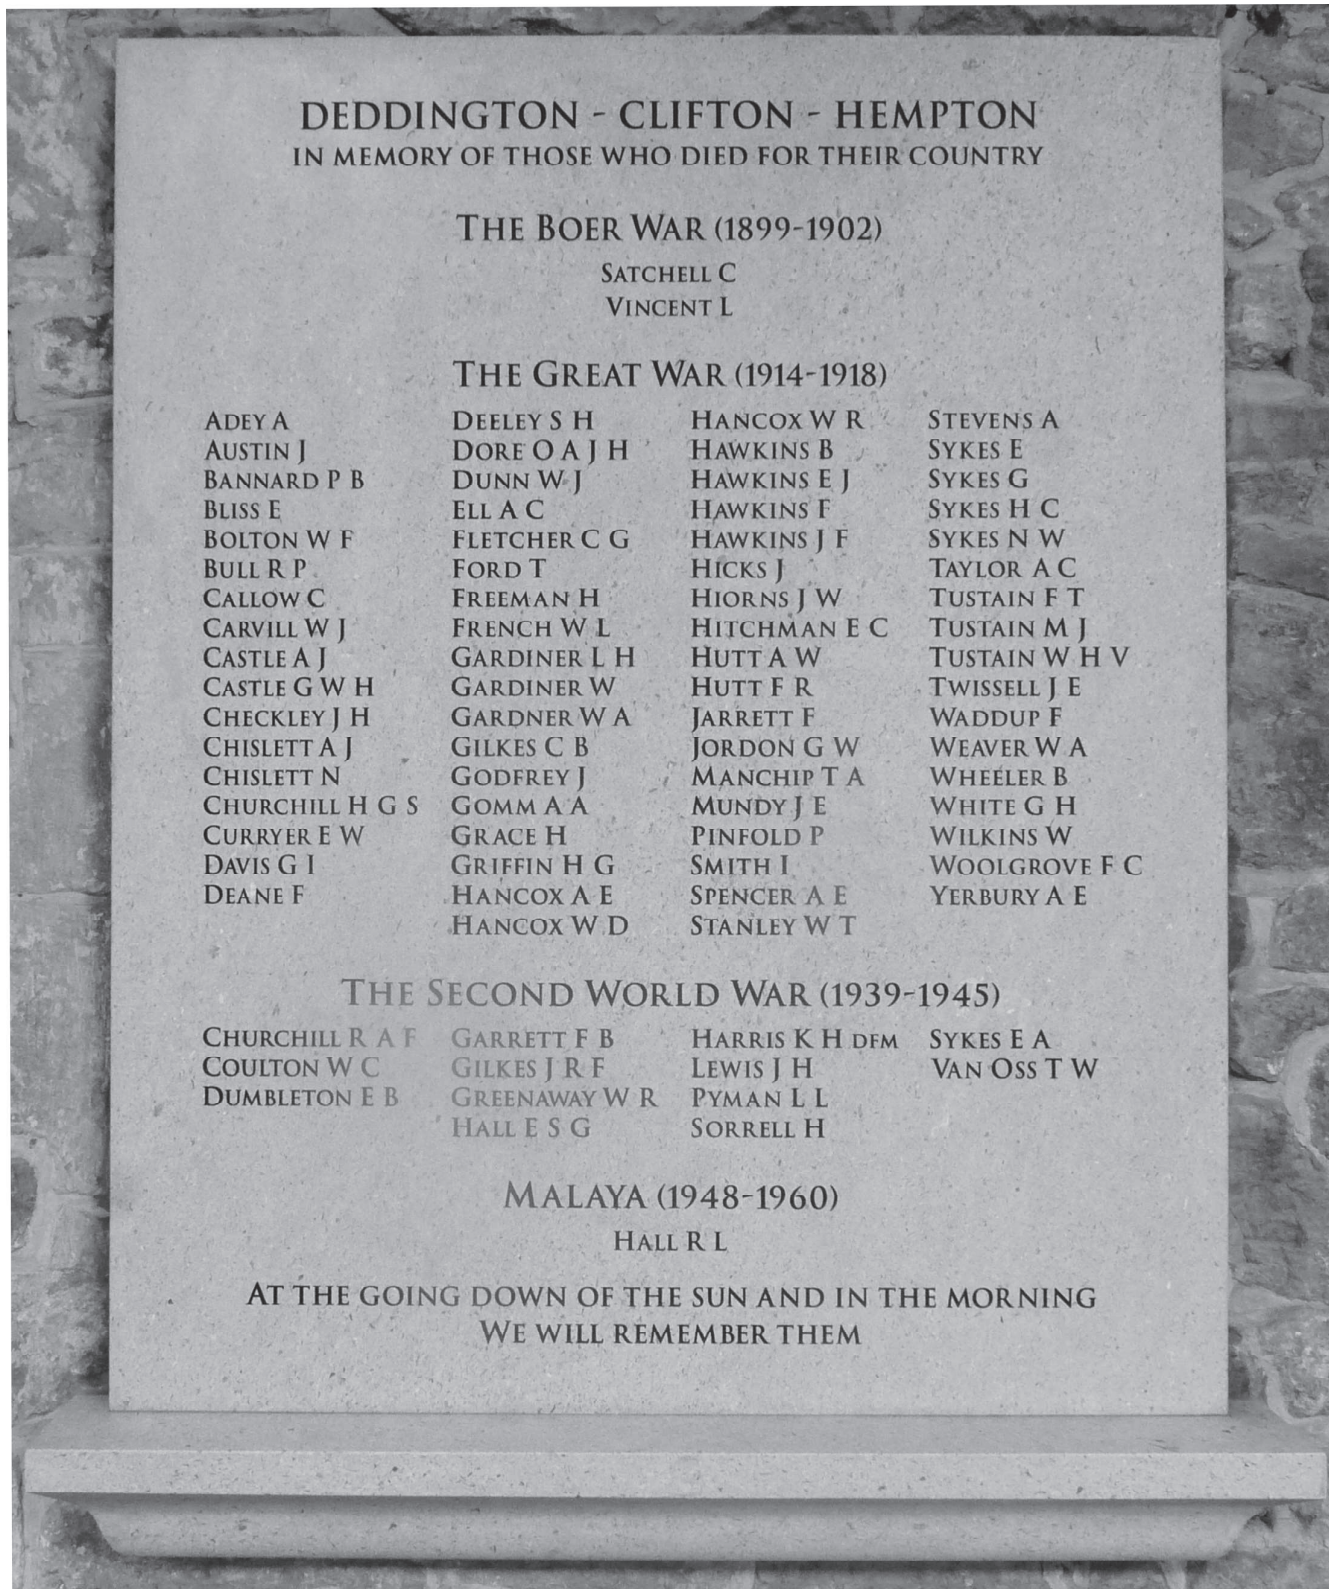 DEDDINGTON - CLIFTON - HEMPTON
IN MEMORY OF THOSE WHO DIED FOR THEIR COUNTRY
THE BOER WAR (1899-1902)
SATCHELL C
VINCENT L
THE GREAT WAR (1914-1918)
ADEY A
AUSTIN J
BANNARD P B
BLISS E
BOLTON W F
BULL R P
CALLOW C
CARVILL W J
CASTLE A J
CASTLE G W H
CHECKLEY J H
CHISLETT A J
CHISLETT N
CHURCHILL H G S
CURRYER E W
DAVIS G I
DEANE F
DEELEY S H
DORE O A J H
DUNN W J
ELL A C
FLETCHER C G
FORD T
FREEMAN H
FRENCH W L
GARDINER L H
GARDINER W
GARDNER W A
GILKES C B
GODFREY J
GOMM A A
GRACE H
GRIFFIN H G
HANCOX A E
HANCOX W D
HANCOX W R
HAWKINS B
HAWKINS E J
HAWKINS F
HAWKINS J F
HICKS J
HIORNS J W
HITCHMAN E C
HUTT A W
HUTT F R
JARRETT F
JORDON G W
MANCHIP T A
MUNDY J E
PINFOLD P
SMITH I
SPENCER A E
STANLEY W T
STEVENS A
SYKES E
SYKES G
SYKES H C
SYKES N W
TAYLOR A C
TUSTAIN F T
TUSTAIN M J
TUSTAIN W H V
TWISSELL J E
WADDUP F
WEAVER W A
WHEELER B
WHITE G H
WILKINS W
WOOLGROVE F C
YERBURY A E
THE SECOND WORLD WAR (1939-1945)
CHURCHILL R A F
COULTON W C
DUMBLETON E B
GARRETT F B
GILKES J R F
GREENAWAY W R
HALL E S G
HARRIS K H DFM
LEWIS J H
PYMAN L L
SORRELL H
SYKES E A
VAN OSS T W
MALAYA (1948-1960)
HALL R L
AT THE GOING DOWN OF THE SUN AND IN THE MORNING
WE WILL REMEMBER THEM